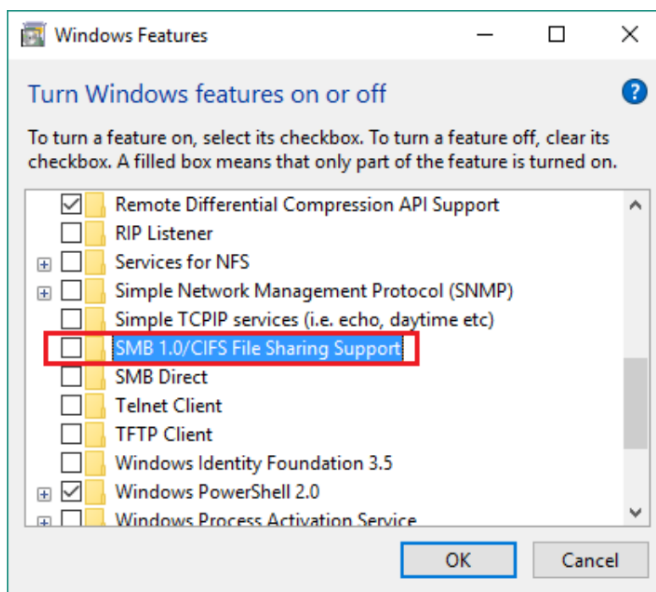 Windows Features
Turn Windows features on or off
?
To turn a feature on, select its checkbox. To turn a feature off, clear its
checkbox. A filled box means that only part of the feature is turned on.
Remote Differential Compression API Support
RIP Listener
Services for NFS
Simple Network Management Protocol (SNMP)
Simple TCPIP services (i.e. echo, daytime etc)
SMB 1.0/CIFS File Sharing Support
SMB Direct
Telnet Client
TFTP Client
Windows Identity Foundation 3.5
Windows PowerShell 2.0
Windows Process Activation Service
OK Cancel